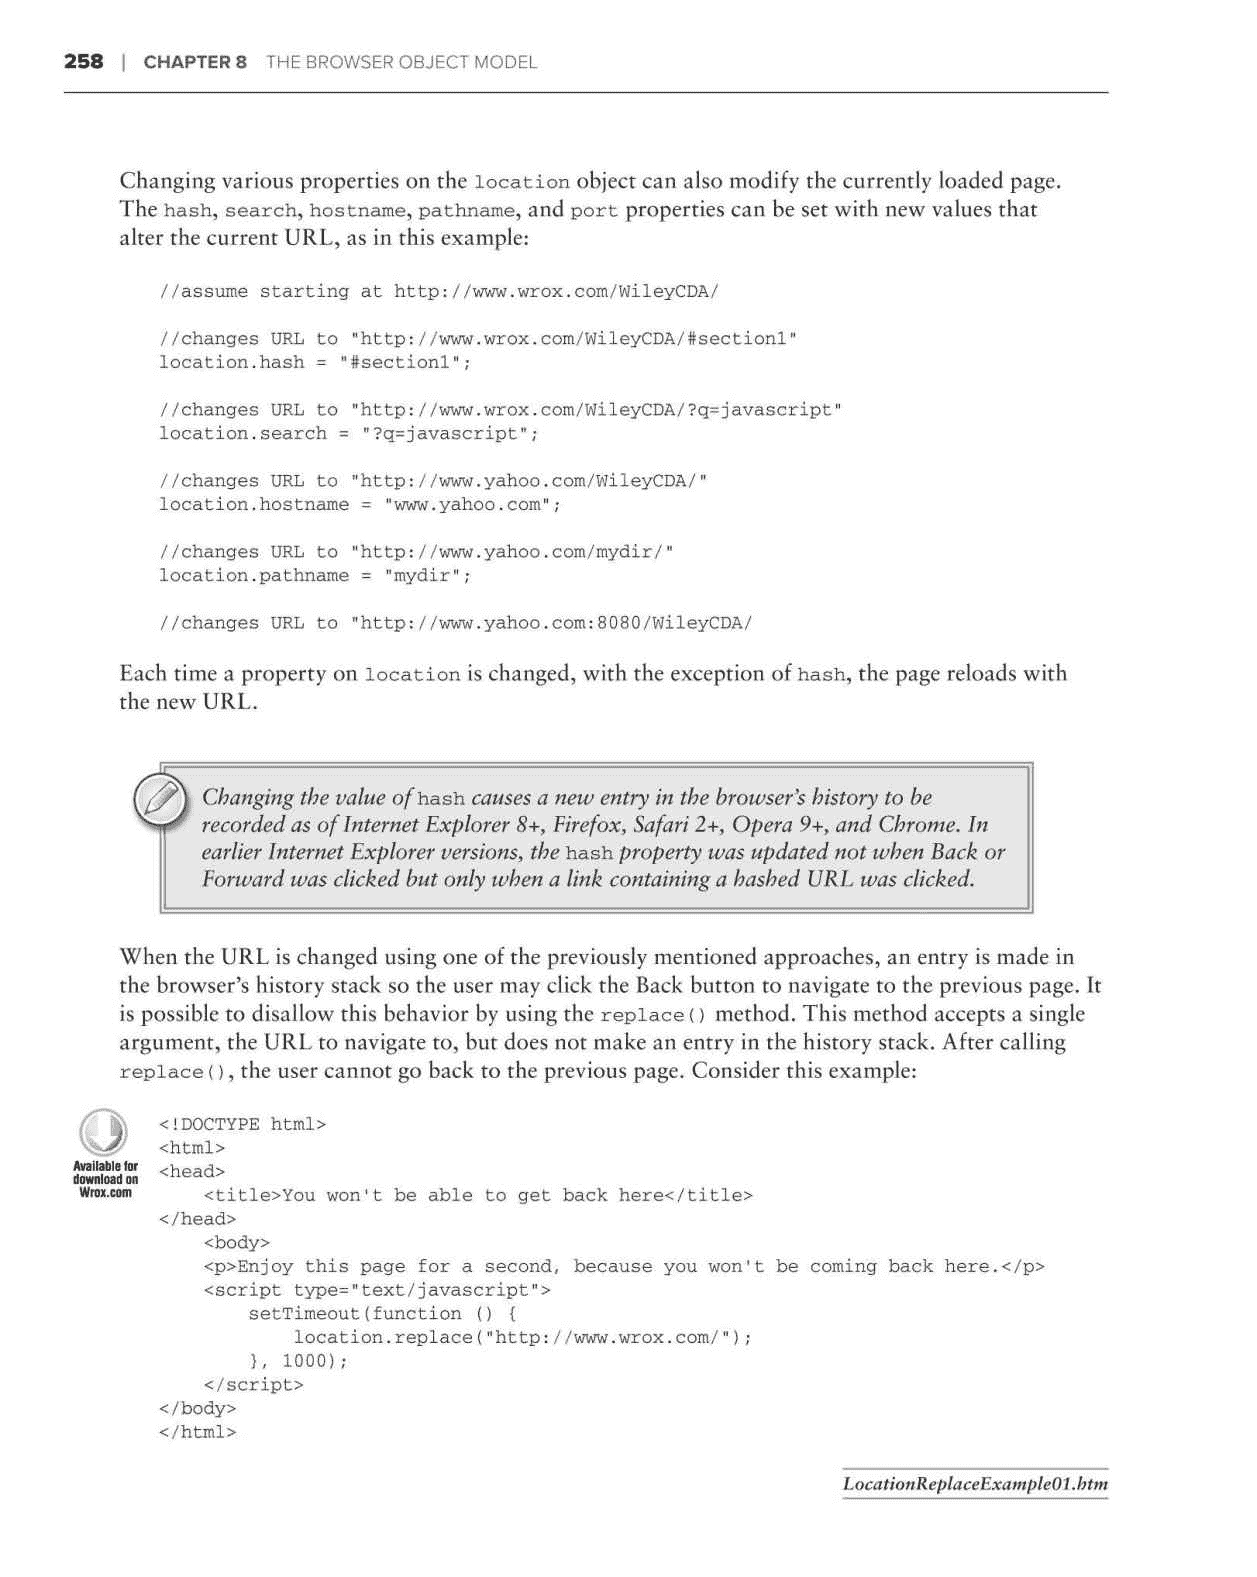 258 | CHAPTER 8 THE BROWSER OBJECT MODEL
Changing various properties on the location object can also modify the currently loaded page.
The hash, search, hostname, pathname, and port properties can be set with new values that
alter the current URL, as in this example:
//assume starting at http://www.wrox.com/WileyCDA/
//changes URL to "http://www.wrox.com/WileyCDA/#section1"
location.hash = "#section1";
//changes URL to "http://www.wrox.com/WileyCDA/?q=javascript"
location.search = "?q=javascript";
//changes URL to "http://www.yahoo.com/WileyCDA/"
location.hostname = "www.yahoo.com";
//changes URL to "http://www.yahoo.com/mydir/"
location.pathname = "mydir";
//changes URL to "http://www.yahoo.com:8080/WileyCDA/
Each time a property on location is changed, with the exception of hash, the page reloads with
the new URL.
Changing the value of hash causes a new entry in the browser's history to be
recorded as of Internet Explorer 8+, Firefox, Safari 2+, Opera 9+, and Chrome. In
earlier Internet Explorer versions, the hash property was updated not when Back or
Forward was clicked but only when a link containing a hashed URL was clicked.
When the URL is changed using one of the previously mentioned approaches, an entry is made in
the browser's history stack so the user may click the Back button to navigate to the previous page. It
is possible to disallow this behavior by using the replace() method. This method accepts a single
argument, the URL to navigate to, but does not make an entry in the history stack. After calling
replace(), the user cannot go back to the previous page. Consider this example:
Available for
download on
Wrox.com
<!DOCTYPE html>
<html>
<head>
    <title>You won't be able to get back here</title>
</head>
    <body>
    <p>Enjoy this page for a second, because you won't be coming back here.</p>
    <script type="text/javascript">
        setTimeout(function () {
            location.replace("http://www.wrox.com/");
        }, 1000);
    </script>
</body>
</html>
LocationReplaceExample01.htm